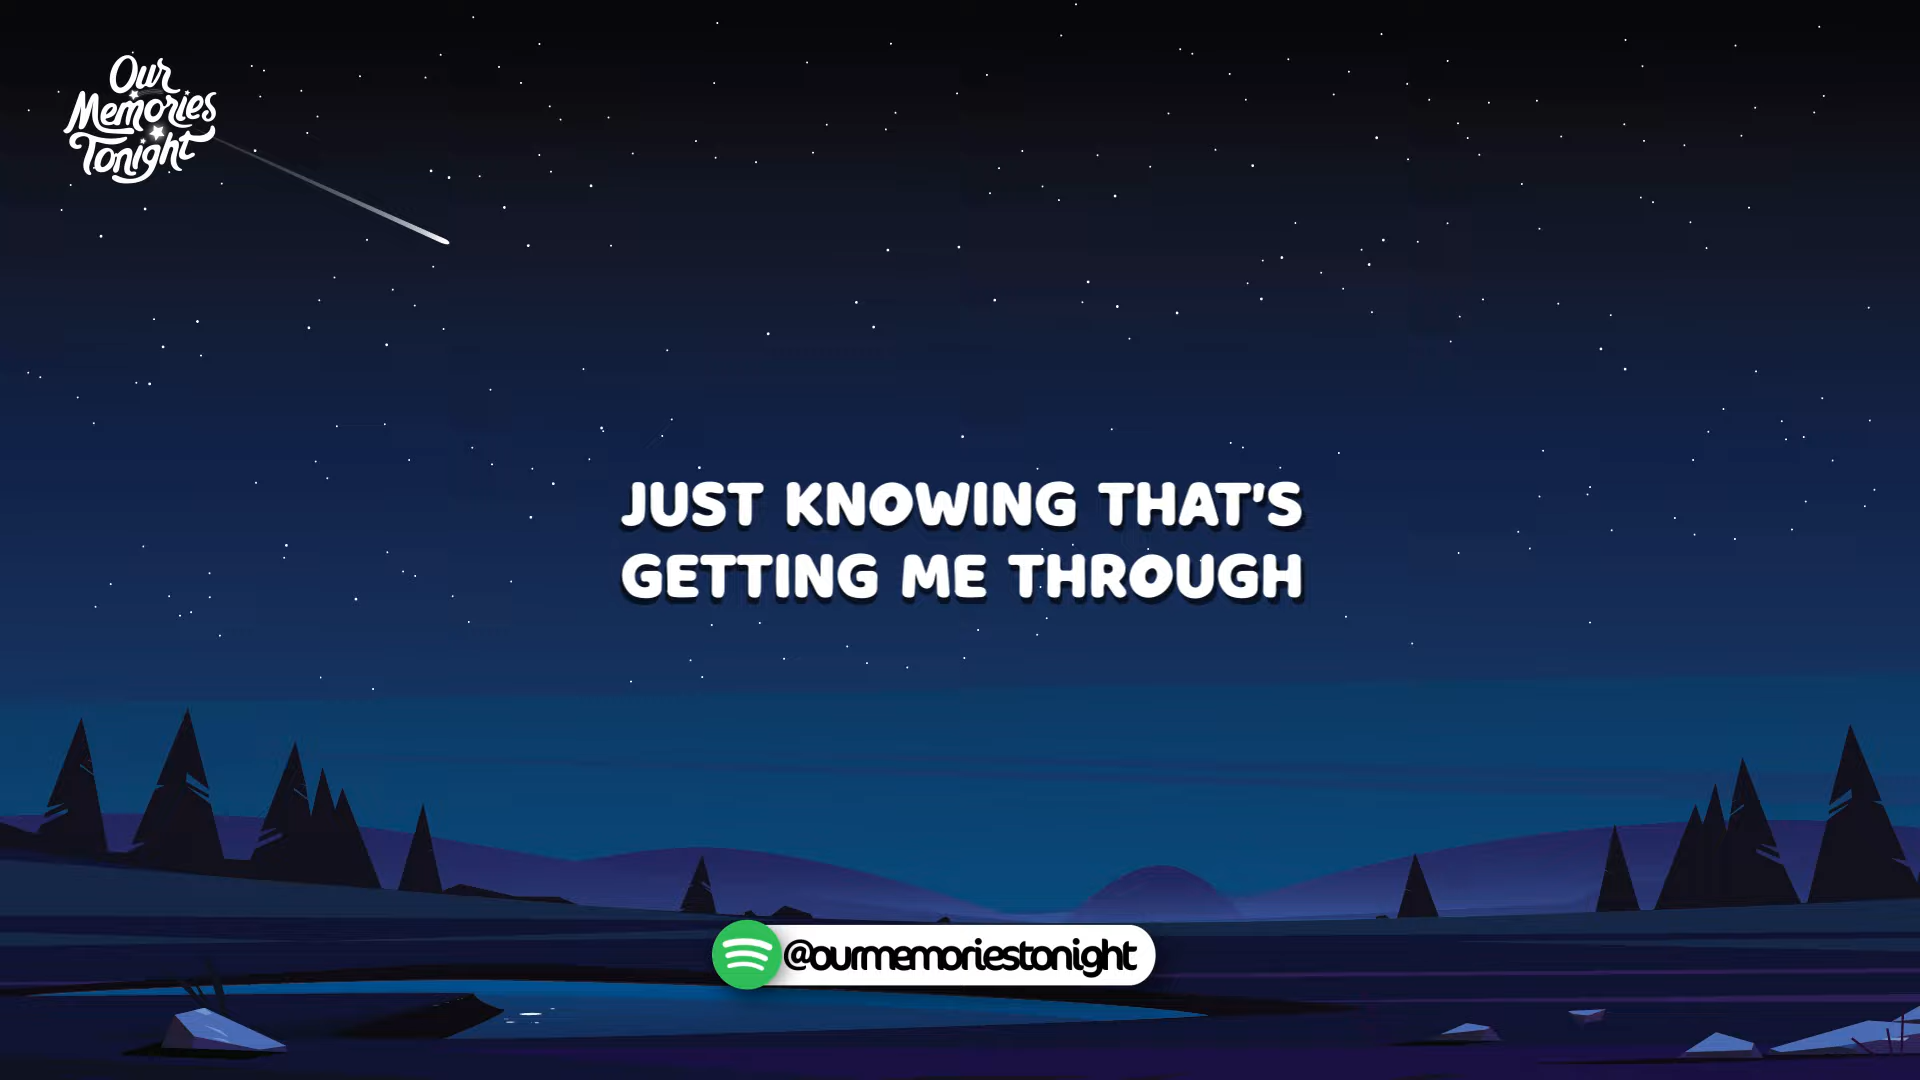 Our
Memories
Tonight
JUST KNOWING THAT'S
GETTING ME THROUGH
@ourmemoriestonight